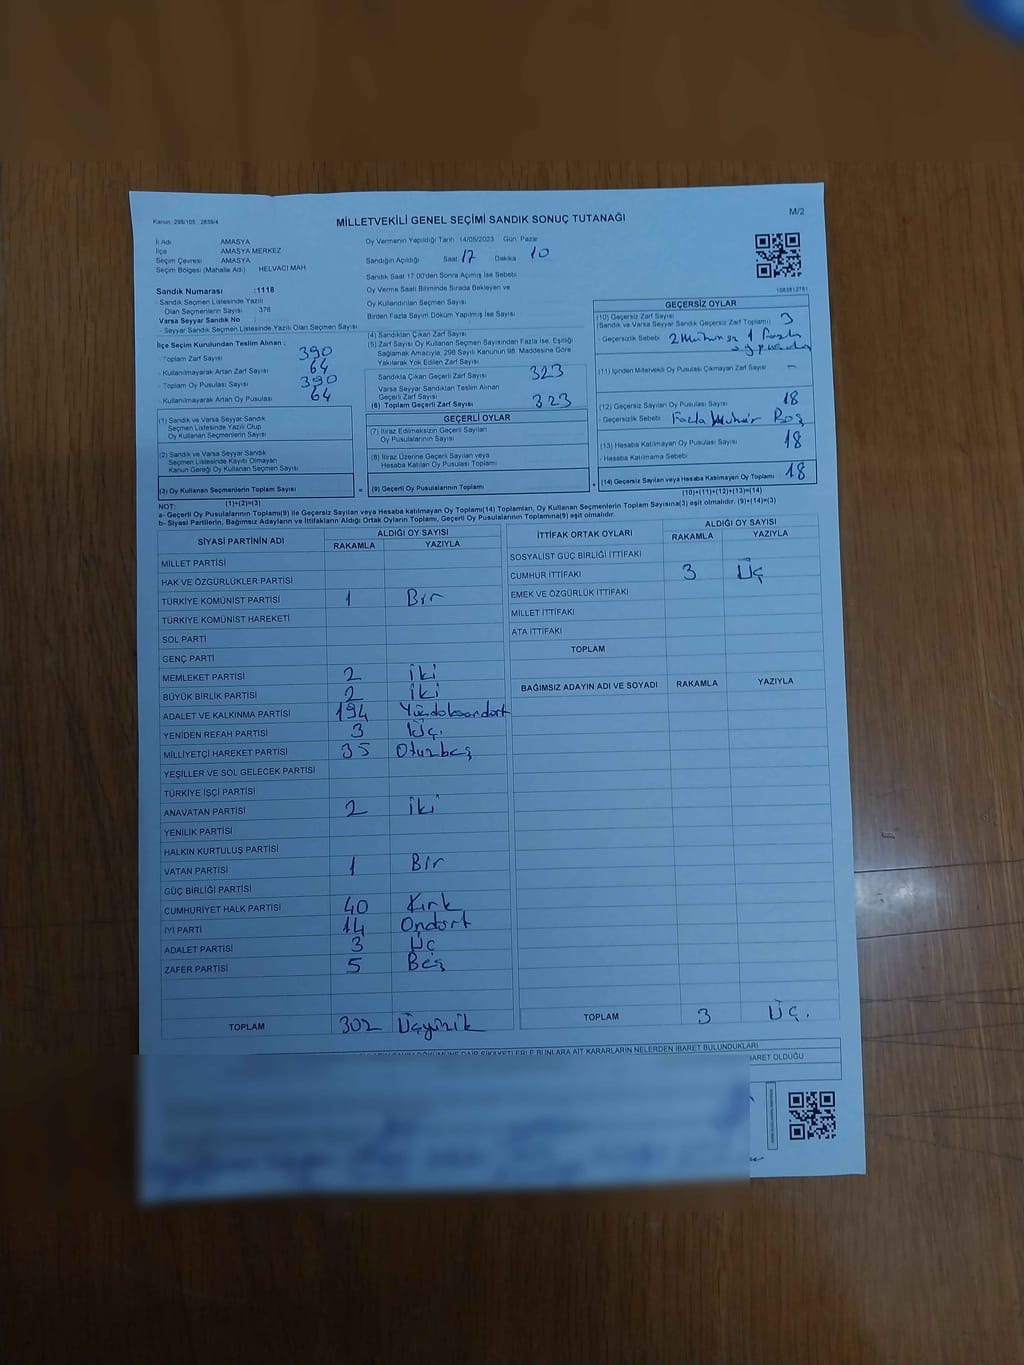 Kanun: 298/105 2839/4
MİLLETVEKİLİ GENEL SEÇİMİ SANDIK SONUÇ TUTANAĞI
M/2
İl Adı AMASYA
İlçe AMASYA MERKEZ
Seçim Çevresi AMASYA
Seçim Bölgesi (Mahalle Adı) HELVACI MAH
Sandık Numarası :1118
- Sandık Seçmen Listesinde Yazılı
Olan Seçmenlerin Sayısı 376
Varsa Seyyar Sandık No
- Seyyar Sandık Seçmen Listesinde Yazılı Olan Seçmen Sayısı
İlçe Seçim Kurulundan Teslim Alınan :
- Toplam Zarf Sayısı 390
- Kullanılmayarak Artan Zarf Sayısı 64
- Toplam Oy Pusulası Sayısı 390
- Kullanılmayarak Artan Oy Pusulası 64
(1) Sandık ve Varsa Seyyar Sandık
Seçmen Listesinde Yazılı Olup
Oy Kullanan Seçmenlerin Sayısı
(2) Sandık ve Varsa Seyyar Sandık
Seçmen Listesinde Kayıtlı Olmayan
Kanun Gereği Oy Kullanan Seçmen Sayısı
(3) Oy Kullanan Seçmenlerin Toplam Sayısı
(1)+(2)=(3)
Oy Vermenin Yapıldığı Tarih 14/05/2023 Gün: Pazar
Sandığın Açıldığı Saat 17 Dakika 10
Sandık Saat 17.00'den Sonra Açılmış İse Sebebi
Oy Verme Saati Bitiminde Sırada Bekleyen ve
Oy Kullandırılan Seçmen Sayısı
Birden Fazla Sayım Döküm Yapılmış İse Sayısı
(4) Sandıktan Çıkan Zarf Sayısı
(5) Zarf Sayısı Oy Kullanan Seçmen Sayısından Fazla İse, Eşitliği
Sağlamak Amacıyla, 298 Sayılı Kanunun 98. Maddesine Göre
Yakılarak Yok Edilen Zarf Sayısı
Sandıkta Çıkan Geçerli Zarf Sayısı 323
Varsa Seyyar Sandıktan Teslim Alınan
Geçerli Zarf Sayısı
(6) Toplam Geçerli Zarf Sayısı 323
GEÇERLİ OYLAR
(7) İtiraz Edilmeksizin Geçerli Sayılan
Oy Pusulalarının Sayısı
(8) İtiraz Üzerine Geçerli Sayılan veya
Hesaba Katılan Oy Pusulası Toplamı
= (9) Geçerli Oy Pusulalarının Toplamı +
1083812781
GEÇERSİZ OYLAR
(10) Geçersiz Zarf Sayısı
(Sandık ve Varsa Seyyar Sandık Geçersiz Zarf Toplamı) 3
- Geçersizlik Sebebi 2 Mühürsüz 1 fazla
(11) İçinden Milletvekili Oy Pusulası Çıkmayan Zarf Sayısı -
(12) Geçersiz Sayılan Oy Pusulası Sayısı 18
- Geçersizlik Sebebi Fazla Mühür Boş
(13) Hesaba Katılmayan Oy Pusulası Sayısı 18
- Hesaba Katılmama Sebebi
(14) Geçersiz Sayılan veya Hesaba Katılmayan Oy Toplamı 18
(10)+(11)+(12)+(13)=(14)
NOT:
a- Geçerli Oy Pusulalarının Toplamı(9) ile Geçersiz Sayılan veya Hesaba katılmayan Oy Toplamı(14) Toplamları, Oy Kullanan Seçmenlerin Toplam Sayısına(3) eşit olmalıdır. (9)+(14)=(3)
b- Siyasi Partilerin, Bağımsız Adayların ve İttifakların Aldığı Ortak Oyların Toplamı, Geçerli Oy Pusulalarının Toplamına(9) eşit olmalıdır.
SİYASİ PARTİNİN ADI ALDIĞI OY SAYISI
RAKAMLA YAZIYLA
MİLLET PARTİSİ
HAK VE ÖZGÜRLÜKLER PARTİSİ
TÜRKİYE KOMÜNİST PARTİSİ 1 Bir
TÜRKİYE KOMÜNİST HAREKETİ
SOL PARTİ
GENÇ PARTİ
MEMLEKET PARTİSİ 2 iki
BÜYÜK BİRLİK PARTİSİ 2 iki
ADALET VE KALKINMA PARTİSİ 194 Yüzdoksandört
YENİDEN REFAH PARTİSİ 3 Üç.
MİLLİYETÇİ HAREKET PARTİSİ 35 Otuzbeş
YEŞİLLER VE SOL GELECEK PARTİSİ
TÜRKİYE İŞÇİ PARTİSİ
ANAVATAN PARTİSİ 2 iki
YENİLİK PARTİSİ
HALKIN KURTULUŞ PARTİSİ
VATAN PARTİSİ 1 Bir
GÜÇ BİRLİĞİ PARTİSİ
CUMHURİYET HALK PARTİSİ 40 Kırk
İYİ PARTİ 14 Ondört
ADALET PARTİSİ 3 Üç
ZAFER PARTİSİ 5 Beş
TOPLAM 302 Üçyüziki
İTTİFAK ORTAK OYLARI ALDIĞI OY SAYISI
RAKAMLA YAZIYLA
SOSYALİST GÜÇ BİRLİĞİ İTTİFAKI
CUMHUR İTTİFAKI 3 Üç
EMEK VE ÖZGÜRLÜK İTTİFAKI
MİLLET İTTİFAKI
ATA İTTİFAKI
TOPLAM
BAĞIMSIZ ADAYIN ADI VE SOYADI RAKAMLA YAZIYLA
TOPLAM 3 Üç.
DAİR ŞİKAYETLERLE BUNLARA AİT KARARLARIN NELERDEN İBARET BULUNDUKLARI
BARET OLDUĞU